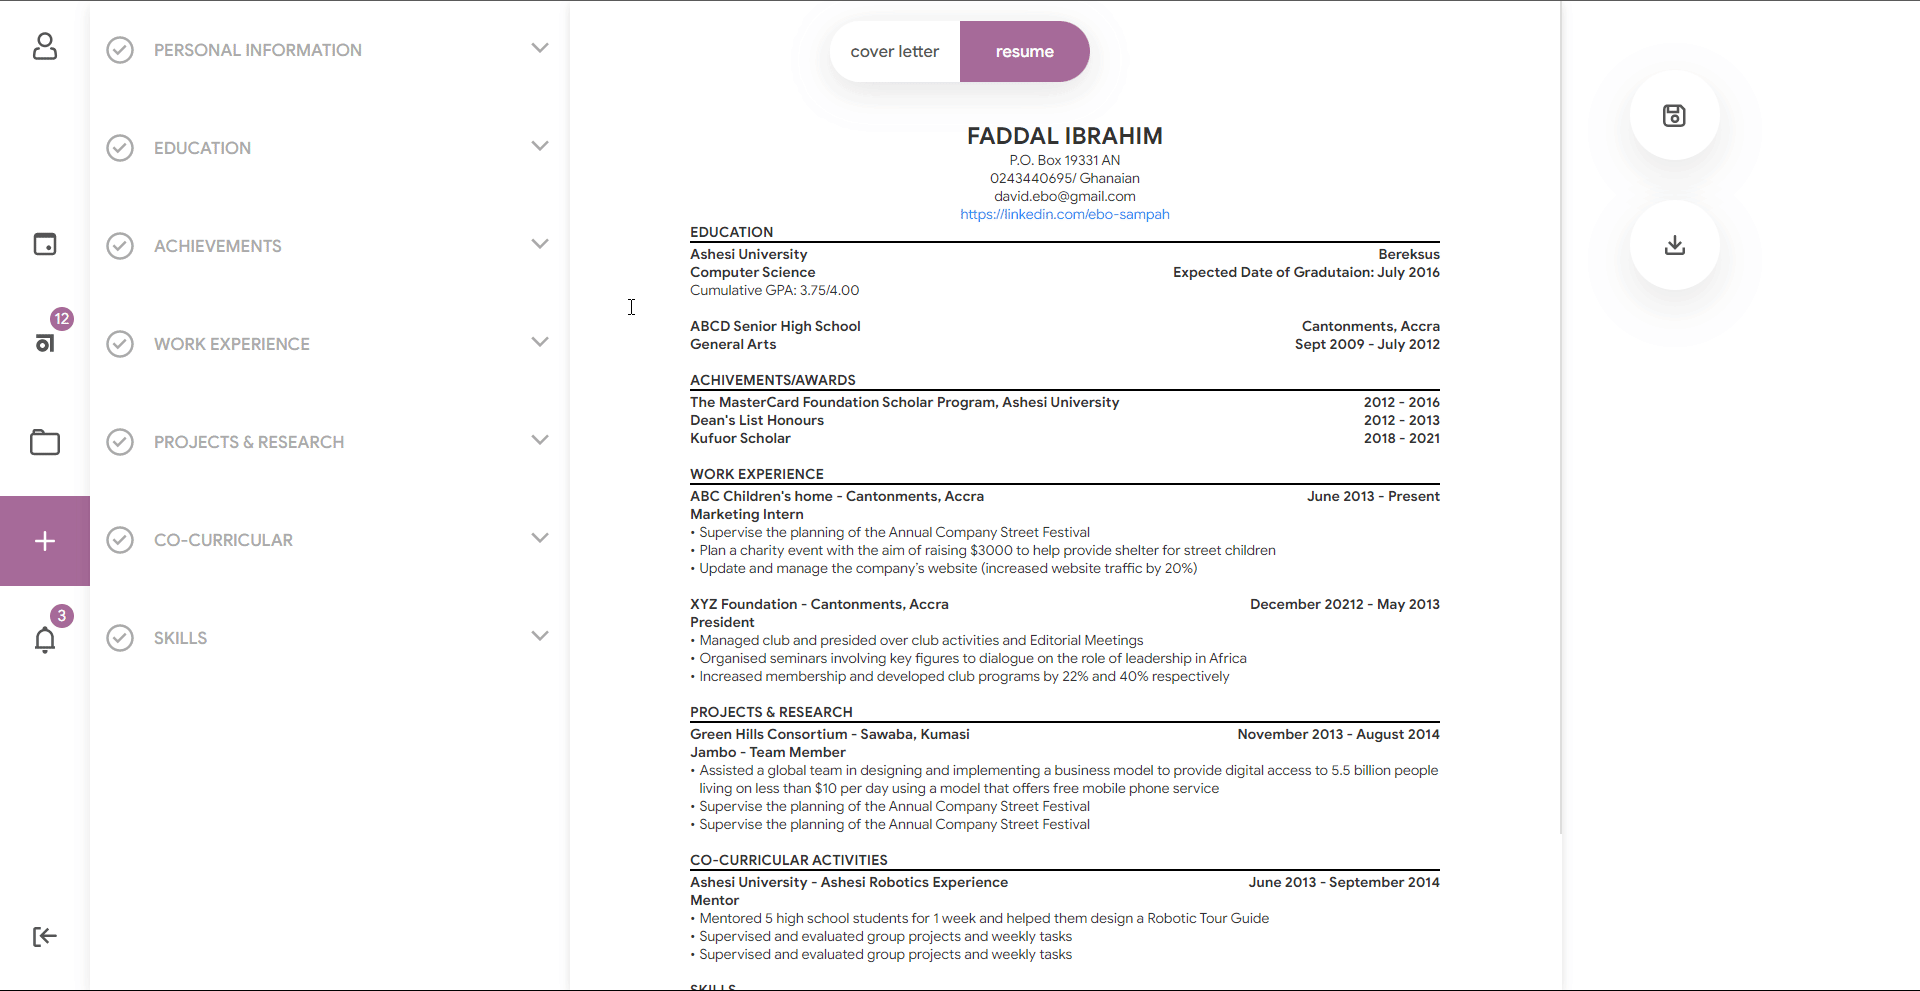 PERSONAL INFORMATION
EDUCATION
ACHIEVEMENTS
12
WORK EXPERIENCE
PROJECTS & RESEARCH
CO-CURRICULAR
3
SKILLS
cover letter
resume
FADDAL IBRAHIM
P.O. Box 19331 AN
0243440695/ Ghanaian
david.ebo@gmail.com
https://linkedin.com/ebo-sampah
EDUCATION
Ashesi University Bereksus
Computer Science Expected Date of Gradutaion: July 2016
Cumulative GPA: 3.75/4.00
ABCD Senior High School Cantonments, Accra
General Arts Sept 2009 - July 2012
ACHIVEMENTS/AWARDS
The MasterCard Foundation Scholar Program, Ashesi University 2012 - 2016
Dean's List Honours 2012 - 2013
Kufuor Scholar 2018 - 2021
WORK EXPERIENCE
ABC Children's home - Cantonments, Accra June 2013 - Present
Marketing Intern
• Supervise the planning of the Annual Company Street Festival
• Plan a charity event with the aim of raising $3000 to help provide shelter for street children
• Update and manage the company’s website (increased website traffic by 20%)
XYZ Foundation - Cantonments, Accra December 20212 - May 2013
President
• Managed club and presided over club activities and Editorial Meetings
• Organised seminars involving key figures to dialogue on the role of leadership in Africa
• Increased membership and developed club programs by 22% and 40% respectively
PROJECTS & RESEARCH
Green Hills Consortium - Sawaba, Kumasi November 2013 - August 2014
Jambo - Team Member
• Assisted a global team in designing and implementing a business model to provide digital access to 5.5 billion people
living on less than $10 per day using a model that offers free mobile phone service
• Supervise the planning of the Annual Company Street Festival
• Supervise the planning of the Annual Company Street Festival
CO-CURRICULAR ACTIVITIES
Ashesi University - Ashesi Robotics Experience June 2013 - September 2014
Mentor
• Mentored 5 high school students for 1 week and helped them design a Robotic Tour Guide
• Supervised and evaluated group projects and weekly tasks
• Supervised and evaluated group projects and weekly tasks
SKILLS